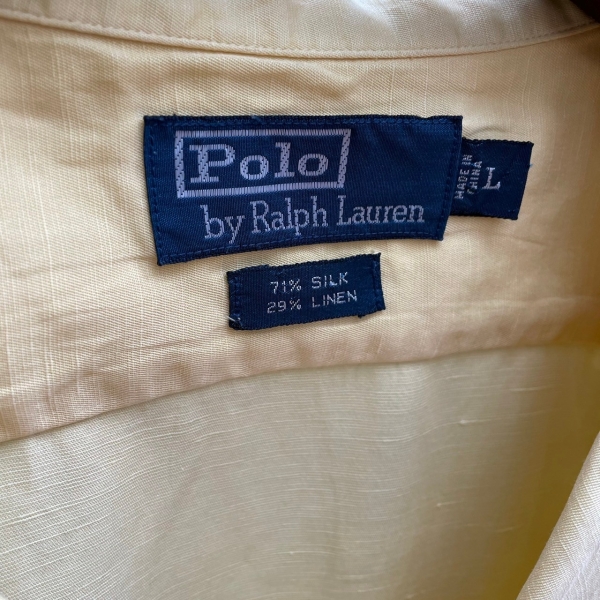 Polo
by Ralph Lauren
MADE IN
CHINA
L
71% SILK
29% LINEN